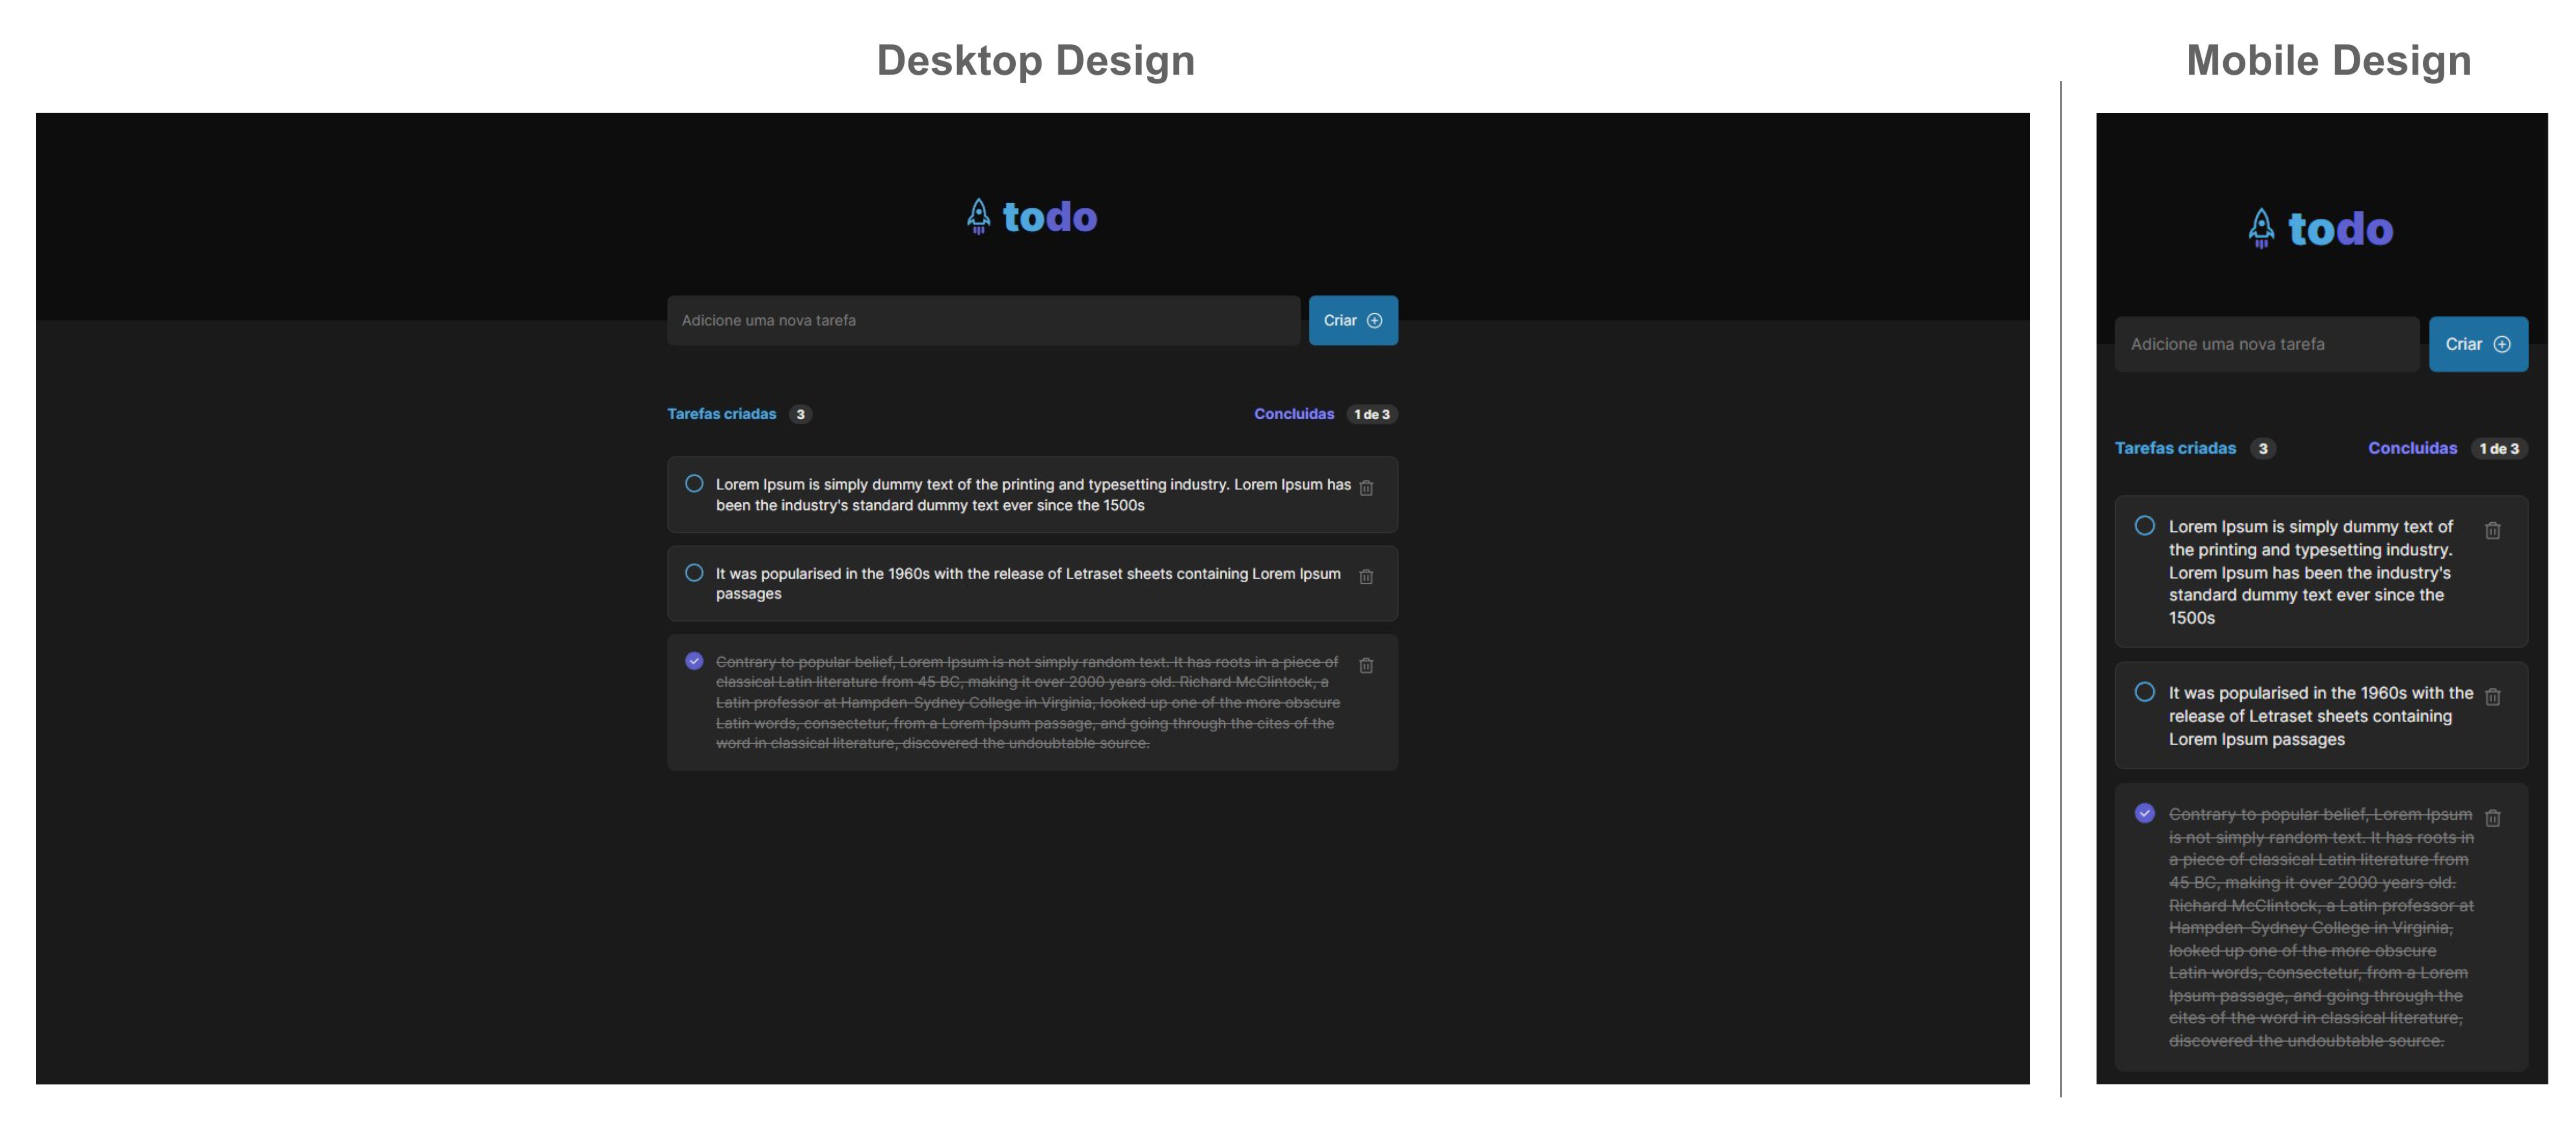 Desktop Design
todo
Adicione uma nova tarefa
Criar
Tarefas criadas 3
Concluidas 1 de 3
Lorem Ipsum is simply dummy text of the printing and typesetting industry. Lorem Ipsum has
been the industry's standard dummy text ever since the 1500s
It was popularised in the 1960s with the release of Letraset sheets containing Lorem Ipsum
passages
Contrary to popular belief, Lorem Ipsum is not simply random text. It has roots in a piece of
classical Latin literature from 45 BC, making it over 2000 years old. Richard McClintock, a
Latin professor at Hampden-Sydney College in Virginia, looked up one of the more obscure
Latin words, consectetur, from a Lorem Ipsum passage, and going through the cites of the
word in classical literature, discovered the undoubtable source.
Mobile Design
todo
Adicione uma nova tarefa
Criar
Tarefas criadas 3
Concluidas 1 de 3
Lorem Ipsum is simply dummy text of
the printing and typesetting industry.
Lorem Ipsum has been the industry's
standard dummy text ever since the
1500s
It was popularised in the 1960s with the
release of Letraset sheets containing
Lorem Ipsum passages
Contrary to popular belief, Lorem Ipsum
is not simply random text. It has roots in
a piece of classical Latin literature from
45 BC, making it over 2000 years old.
Richard McClintock, a Latin professor at
Hampden-Sydney College in Virginia,
looked up one of the more obscure
Latin words, consectetur, from a Lorem
Ipsum passage, and going through the
cites of the word in classical literature,
discovered the undoubtable source.